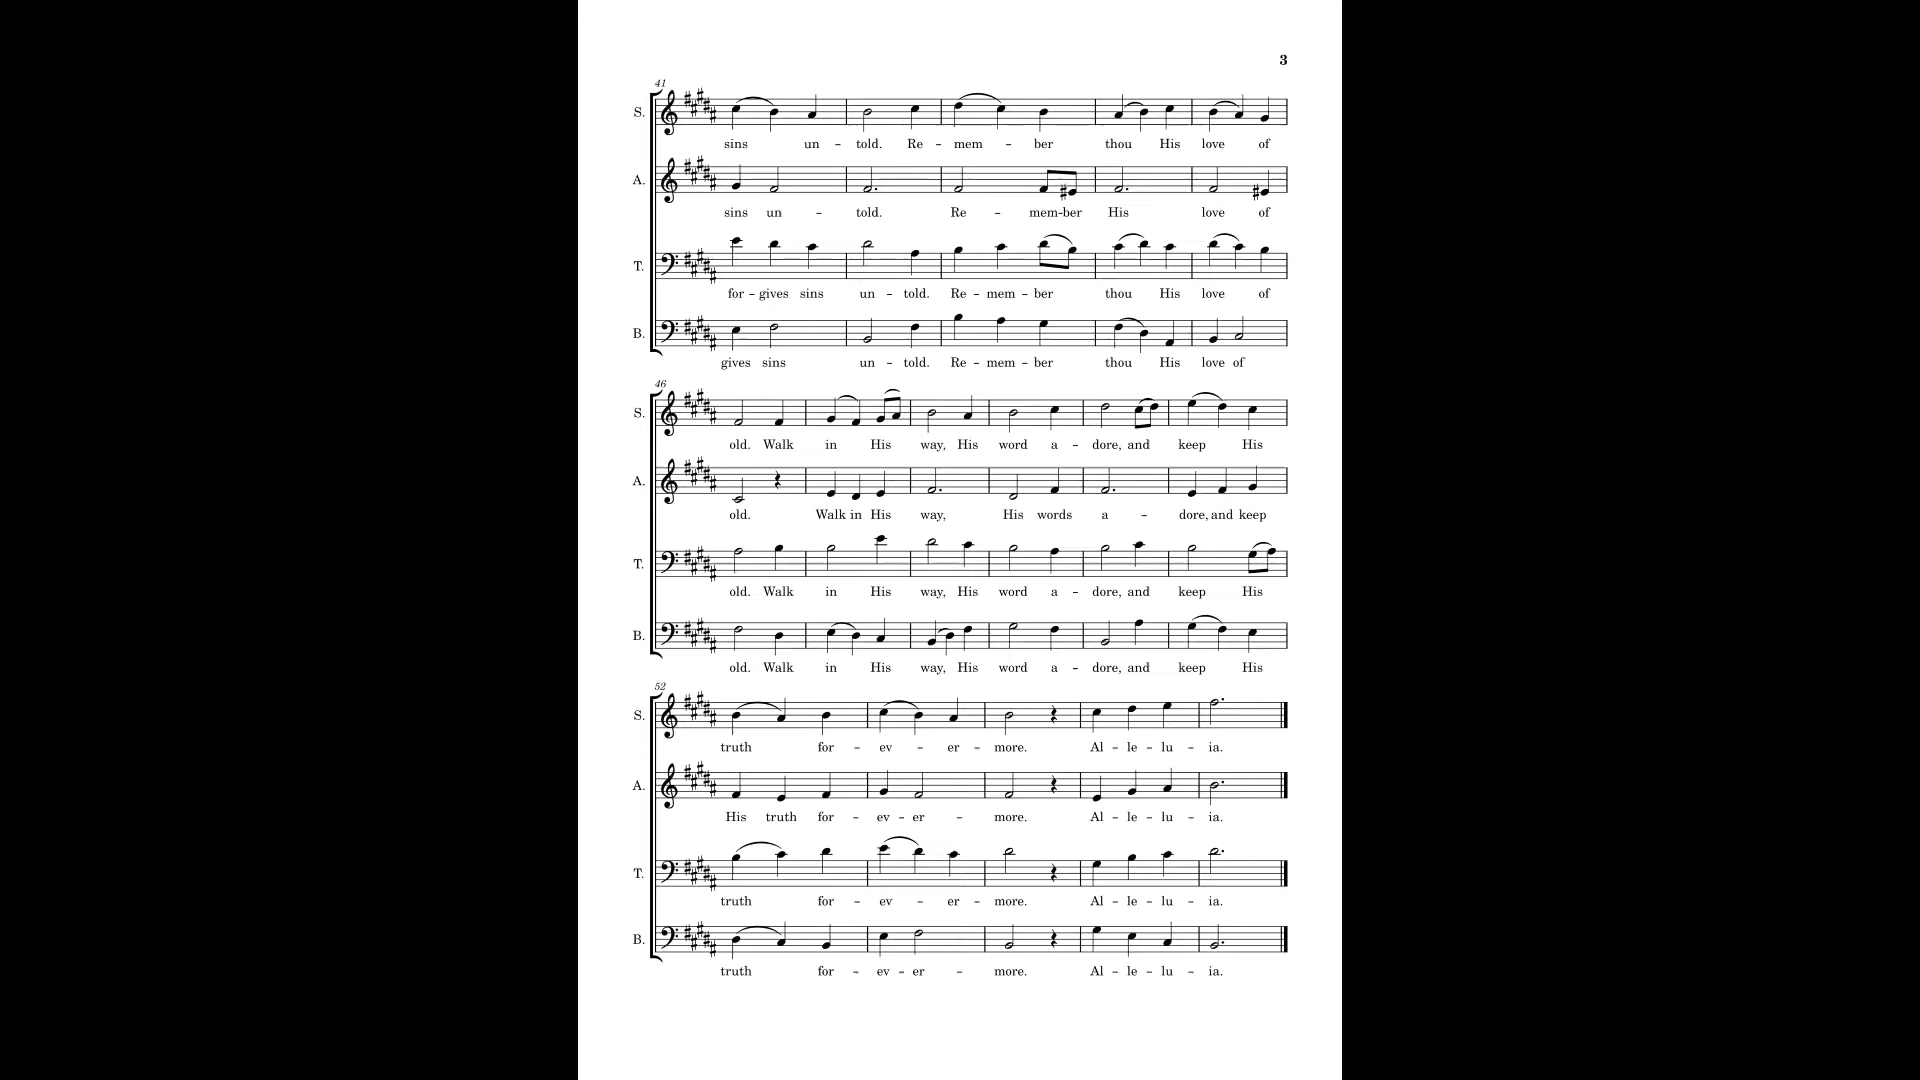 3
41
S.
sins un – told. Re – mem – ber thou His love of
A.
sins un – told. Re – mem-ber His love of
T.
for – gives sins un – told. Re – mem – ber thou His love of
B.
gives sins un – told. Re – mem – ber thou His love of
46
S.
old. Walk in His way, His word a – dore, and keep His
A.
old. Walk in His way, His words a – dore, and keep
T.
old. Walk in His way, His word a – dore, and keep His
B.
old. Walk in His way, His word a – dore, and keep His
52
S.
truth for – ev – er – more. Al – le – lu – ia.
A.
His truth for – ev – er – more. Al – le – lu – ia.
T.
truth for – ev – er – more. Al – le – lu – ia.
B.
truth for – ev – er – more. Al – le – lu – ia.